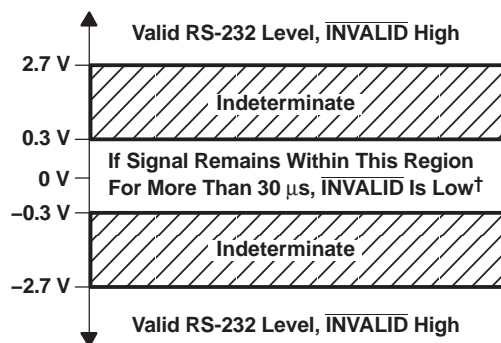 Valid RS-232 Level, INVALID High
2.7 V
Indeterminate
0.3 V
If Signal Remains Within This Region
0 V
For More Than 30 μs, INVALID Is Low†
−0.3 V
Indeterminate
−2.7 V
Valid RS-232 Level, INVALID High